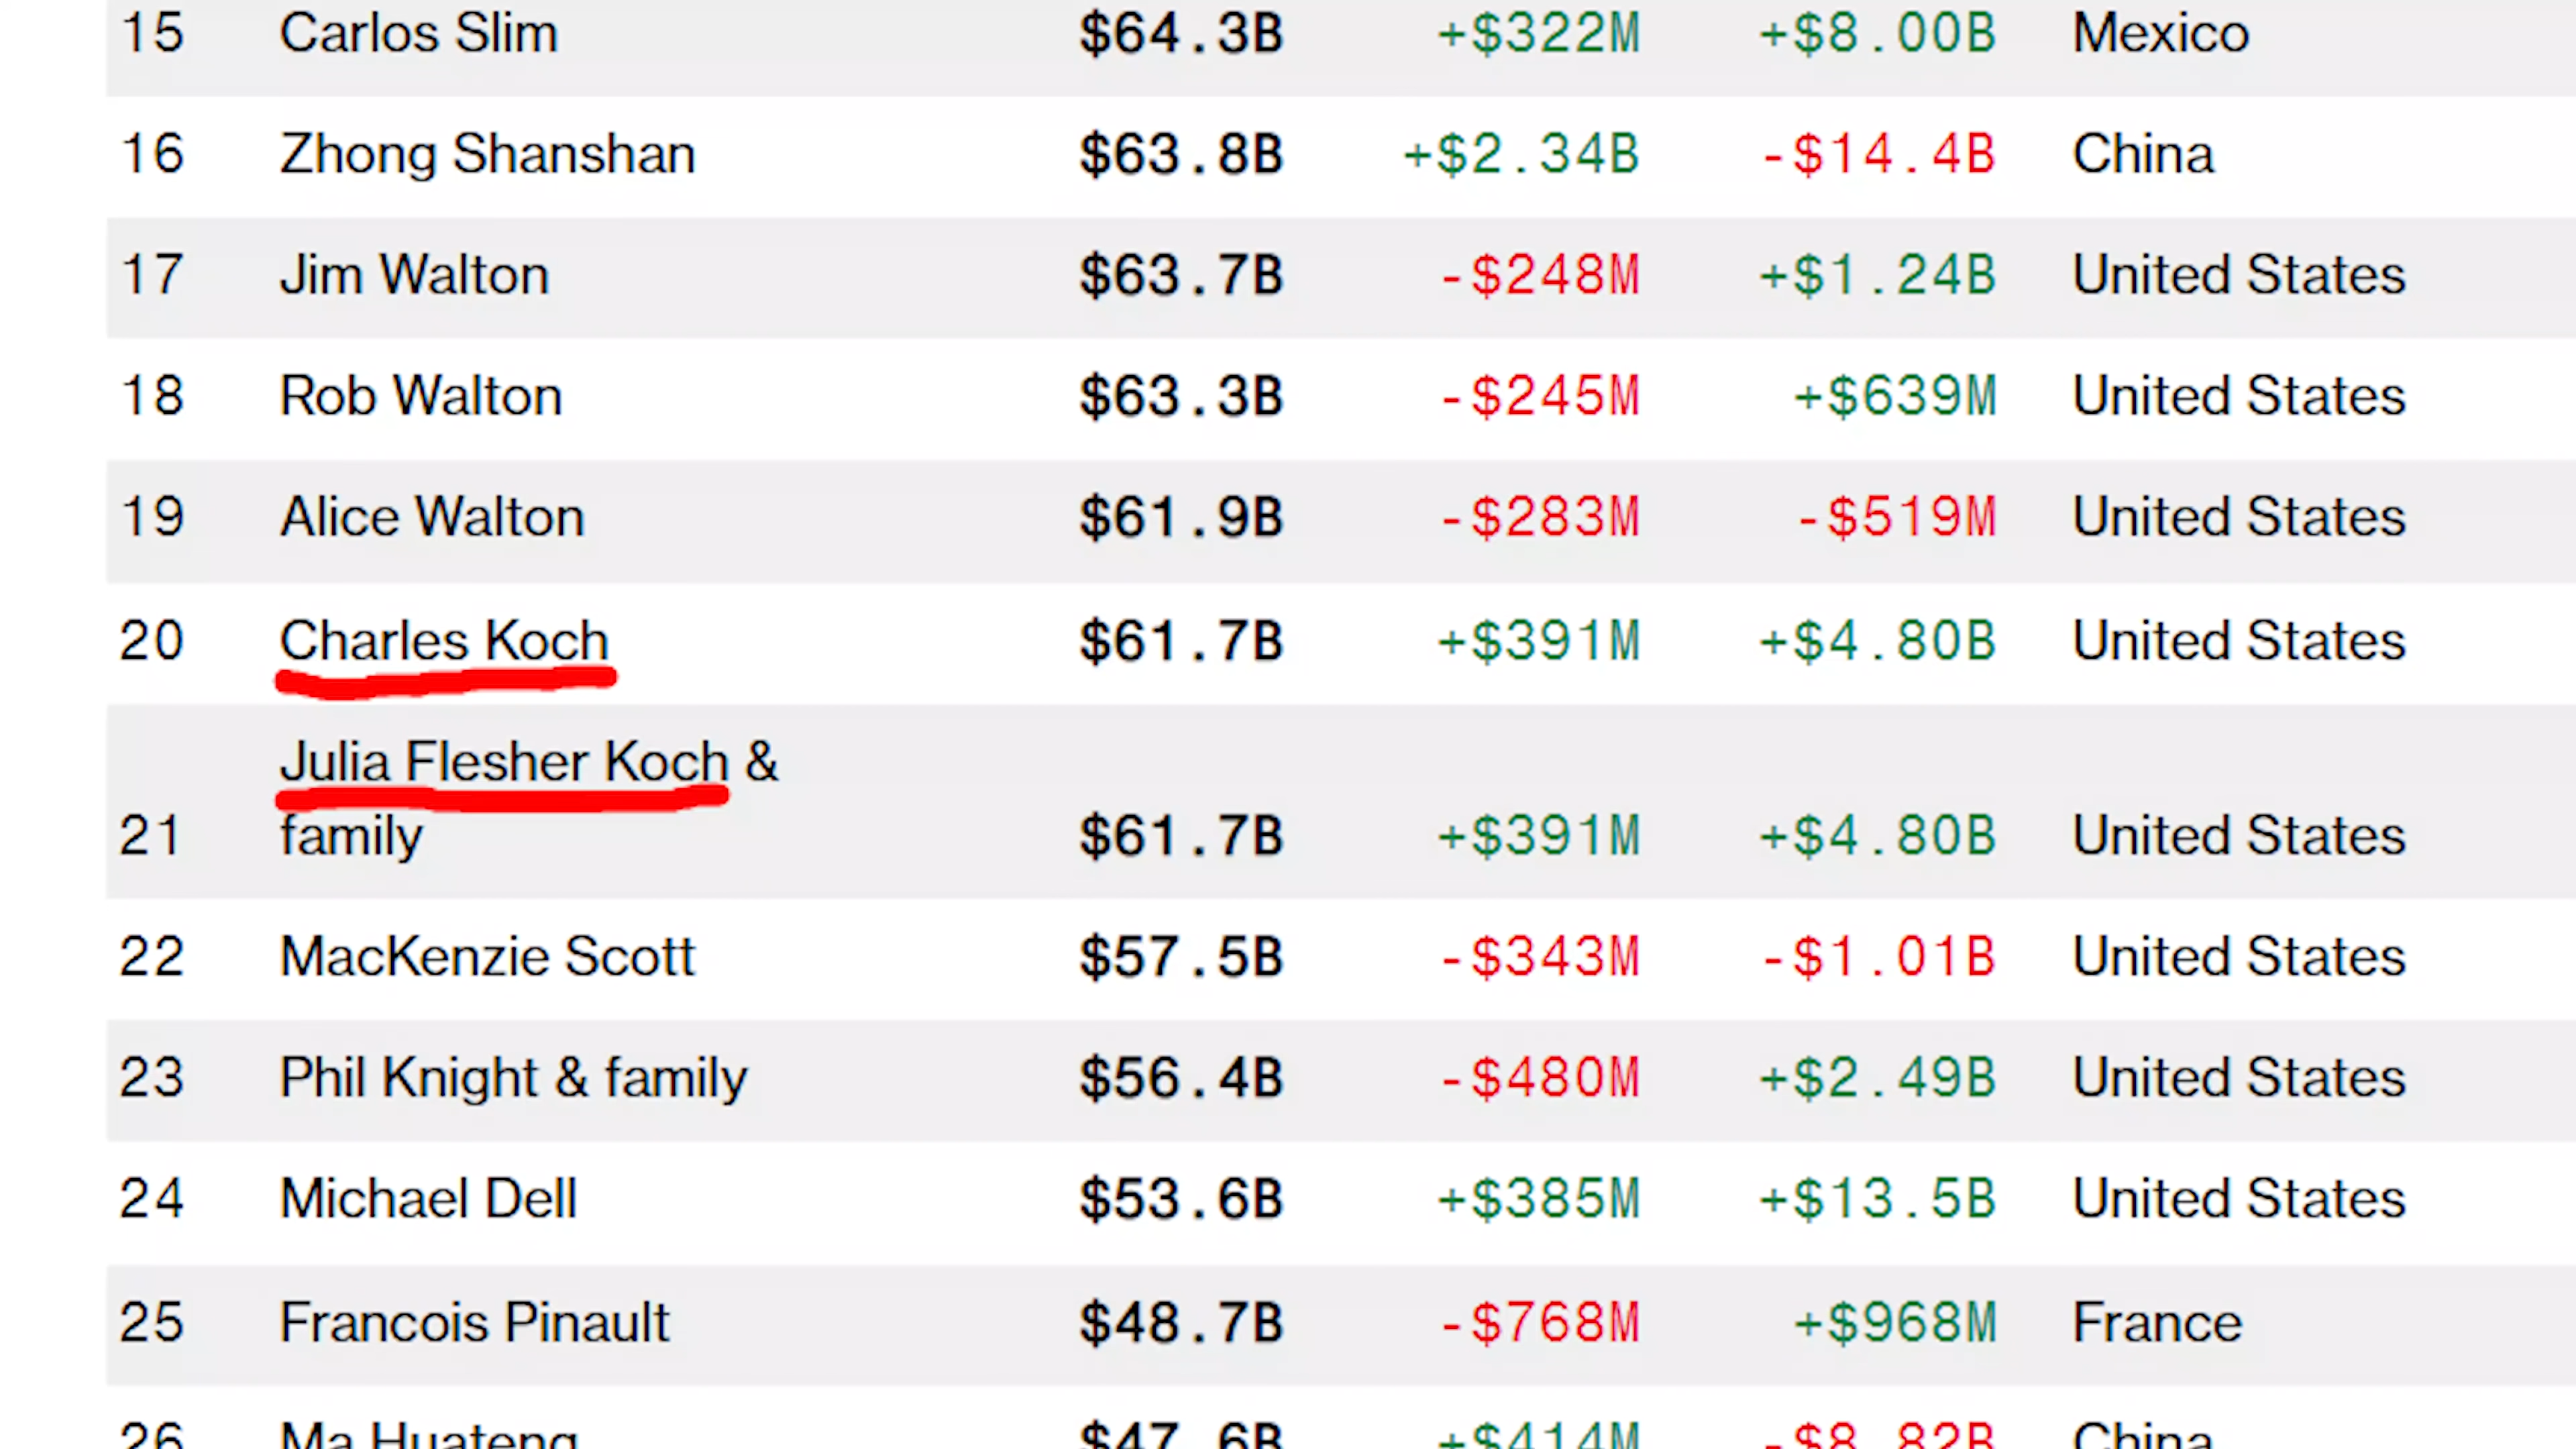 15 Carlos Slim $64.3B +$322M +$8.00B Mexico
16 Zhong Shanshan $63.8B +$2.34B -$14.4B China
17 Jim Walton $63.7B -$248M +$1.24B United States
18 Rob Walton $63.3B -$245M +$639M United States
19 Alice Walton $61.9B -$283M -$519M United States
20 Charles Koch $61.7B +$391M +$4.80B United States
Julia Flesher Koch &
21 family $61.7B +$391M +$4.80B United States
22 MacKenzie Scott $57.5B -$343M -$1.01B United States
23 Phil Knight & family $56.4B -$480M +$2.49B United States
24 Michael Dell $53.6B +$385M +$13.5B United States
25 Francois Pinault $48.7B -$768M +$968M France
26 Ma Huateng $47.6B +$414M -$8.82B China